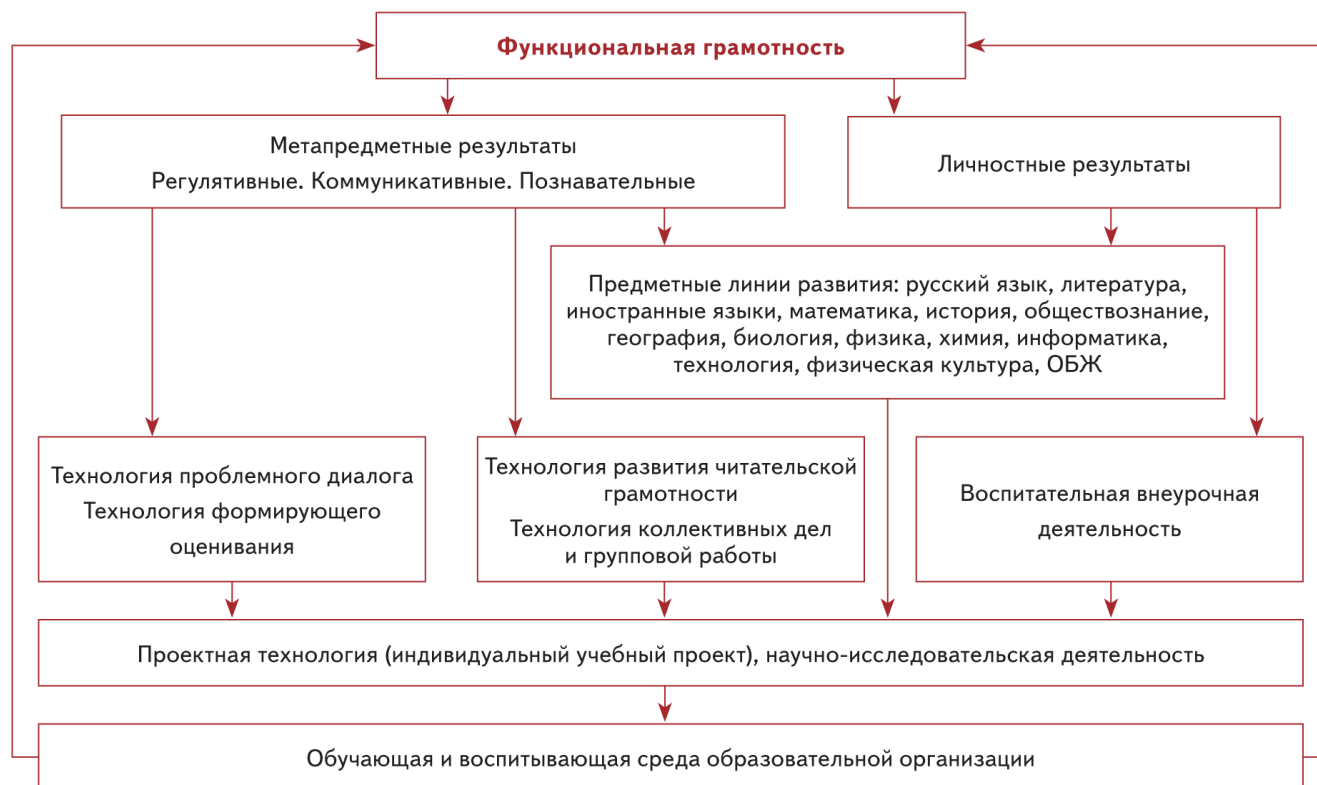 Функциональная грамотность
Метапредметные результаты
Регулятивные. Коммуникативные. Познавательные
Личностные результаты
Предметные линии развития: русский язык, литература,
иностранные языки, математика, история, обществознание,
география, биология, физика, химия, информатика,
технология, физическая культура, ОБЖ
Технология проблемного диалога
Технология формирующего
оценивания
Технология развития читательской
грамотности
Технология коллективных дел
и групповой работы
Воспитательная внеурочная
деятельность
Проектная технология (индивидуальный учебный проект), научно-исследовательская деятельность
Обучающая и воспитывающая среда образовательной организации